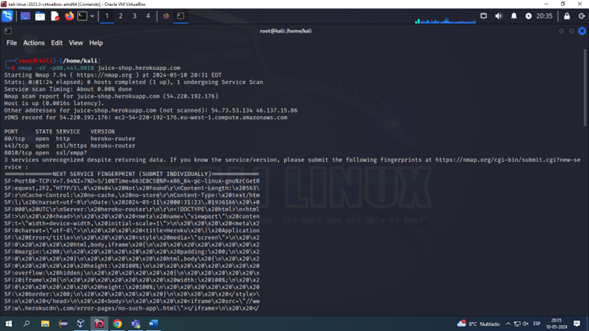 kali-linux-2023.3-virtualbox-amd64 [Corriendo] - Oracle VM VirtualBox
1 2 3 4
20:35
root@kali: /home/kali
File Actions Edit View Help
(root@kali)-[/home/kali]
# nmap -sV -p80,443,8010 juice-shop.herokuapp.com
Starting Nmap 7.94 ( https://nmap.org ) at 2024-05-10 20:31 EDT
Stats: 0:01:24 elapsed; 0 hosts completed (1 up), 1 undergoing Service Scan
Service scan Timing: About 0.00% done
Nmap scan report for juice-shop.herokuapp.com (54.220.192.176)
Host is up (0.0016s latency).
Other addresses for juice-shop.herokuapp.com (not scanned): 54.73.53.134 46.137.15.86
rDNS record for 54.220.192.176: ec2-54-220-192-176.eu-west-1.compute.amazonaws.com
PORT STATE SERVICE VERSION
80/tcp open http heroku-router
443/tcp open ssl/https heroku-router
8010/tcp open ssl/xmpp?
3 services unrecognized despite returning data. If you know the service/version, please submit the following fingerprints at https://nmap.org/cgi-bin/submit.cgi?new-se
rvice :
NEXT SERVICE FINGERPRINT (SUBMIT INDIVIDUALLY)
SF-Port80-TCP:V=7.94%I=7%D=5/10%Time=663EBC5B%P=x86_64-pc-linux-gnu%r(GetR
SF:equest,2F2,"HTTP/1\.0\x20404\x20Not\x20Found\r\nContent-Length:\x20563\
SF:r\nCache-Control:\x20no-cache,\x20no-store\r\nContent-Type:\x20text/htm
SF:l;\x20charset=utf-8\r\nDate:\x202024-05-11\x2000:31:23\.019361616\x20\+0
SF:000\x20UTC\r\nServer:\x20heroku-router\r\n\r\n<!DOCTYPE\x20html>\n<html
SF:>\n\x20\x20<head>\n\x20\x20\x20\x20<meta\x20name=\"viewport\"\x20conten
SF:t=\"width=device-width,\x20initial-scale=1\">\n\x20\x20\x20\x20<meta\x2
SF:0charset=\"utf-8\">\n\x20\x20\x20\x20<title>Heroku\x20\|\x20Application
SF:\x20Error</title>\n\x20\x20\x20\x20<style\x20media=\"screen\">\n\x20\x2
SF:0\x20\x20\x20\x20html,body,iframe\x20{\n\x20\x20\x20\x20\x20\x20\x20\x2
SF:0margin:\x200;\n\x20\x20\x20\x20\x20\x20\x20\x20padding:\x200;\n\x20\x2
SF:0\x20\x20\x20\x20}\n\x20\x20\x20\x20\x20\x20html,body\x20{\n\x20\x20\x2
SF:0\x20\x20\x20\x20\x20height:\x20100%;\n\x20\x20\x20\x20\x20\x20\x20\x20
SF:overflow:\x20hidden;\n\x20\x20\x20\x20\x20\x20}\n\x20\x20\x20\x20\x20\x
SF:20iframe\x20{\n\x20\x20\x20\x20\x20\x20\x20\x20width:\x20100%;\n\x20\x2
SF:0\x20\x20\x20\x20\x20\x20height:\x20100%;\n\x20\x20\x20\x20\x20\x20\x20
SF:\x20border:\x200;\n\x20\x20\x20\x20\x20\x20}\n\x20\x20\x20\x20</style>\
SF:n\x20\x20</head>\n\x20\x20<body>\n\x20\x20\x20\x20<iframe\x20src=\"//ww
SF:w\.herokucdn\.com/error-pages/no-such-app\.html\"></iframe>\n\x20\x20</
8°C Nublado
ESP
20:35
10-05-2024